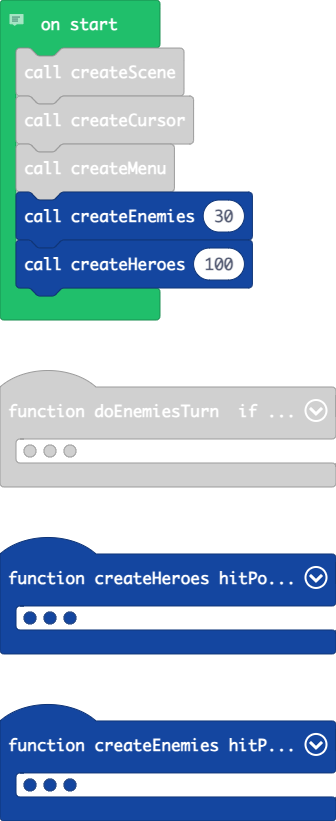 on start
call createScene
call createCursor
call createMenu
call createEnemies 30
call createHeroes 100
function doEnemiesTurn if ...
function createHeroes hitPo...
function createEnemies hitP...